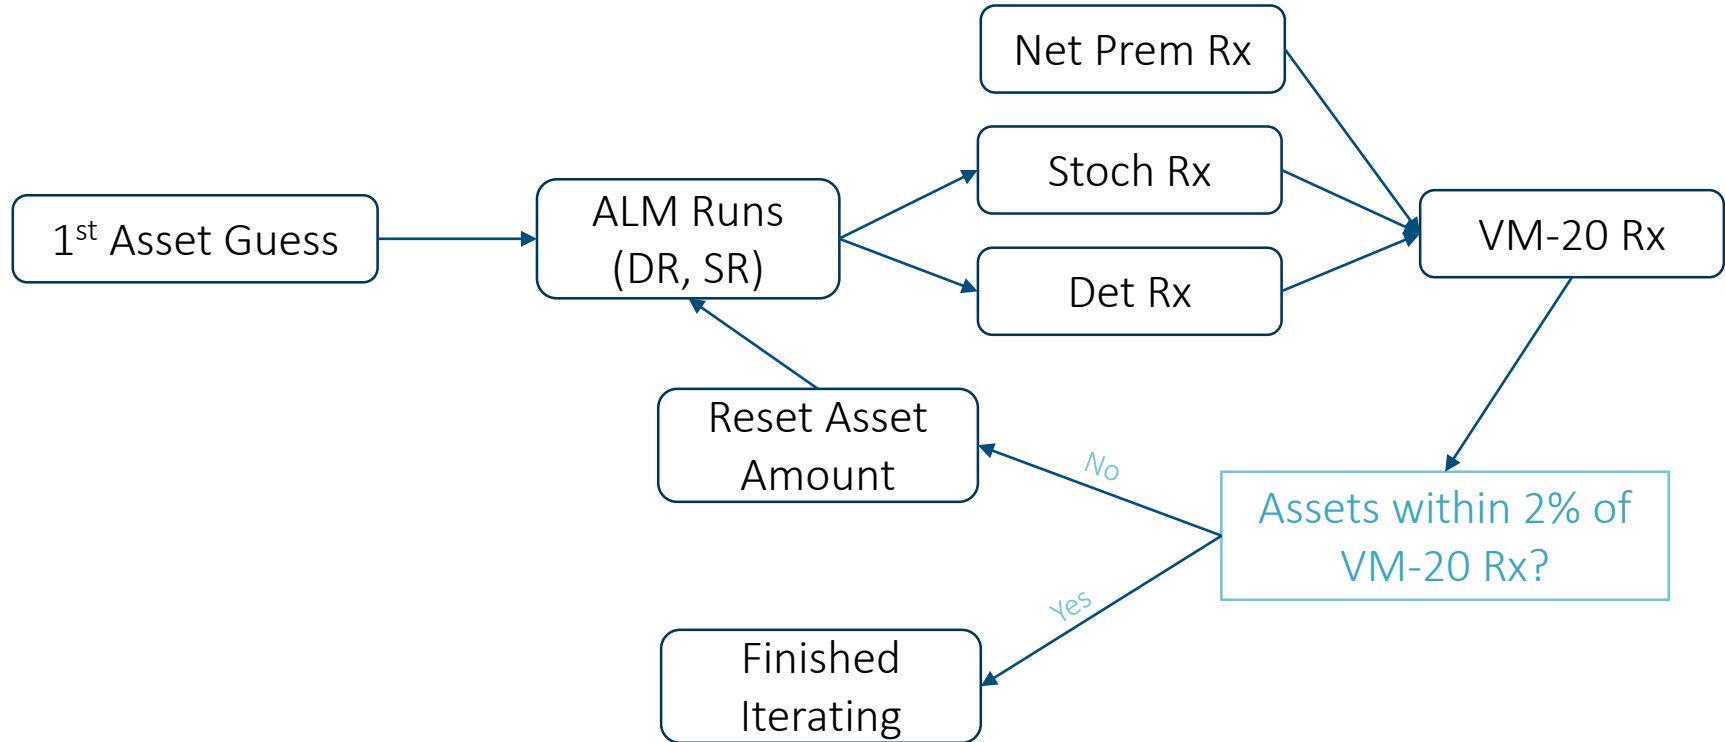 Net Prem Rx
Stoch Rx
1st Asset Guess
ALM Runs
(DR, SR)
VM-20 Rx
Det Rx
Reset Asset
Amount
No
Assets within 2% of
VM-20 Rx?
Yes
Finished
Iterating